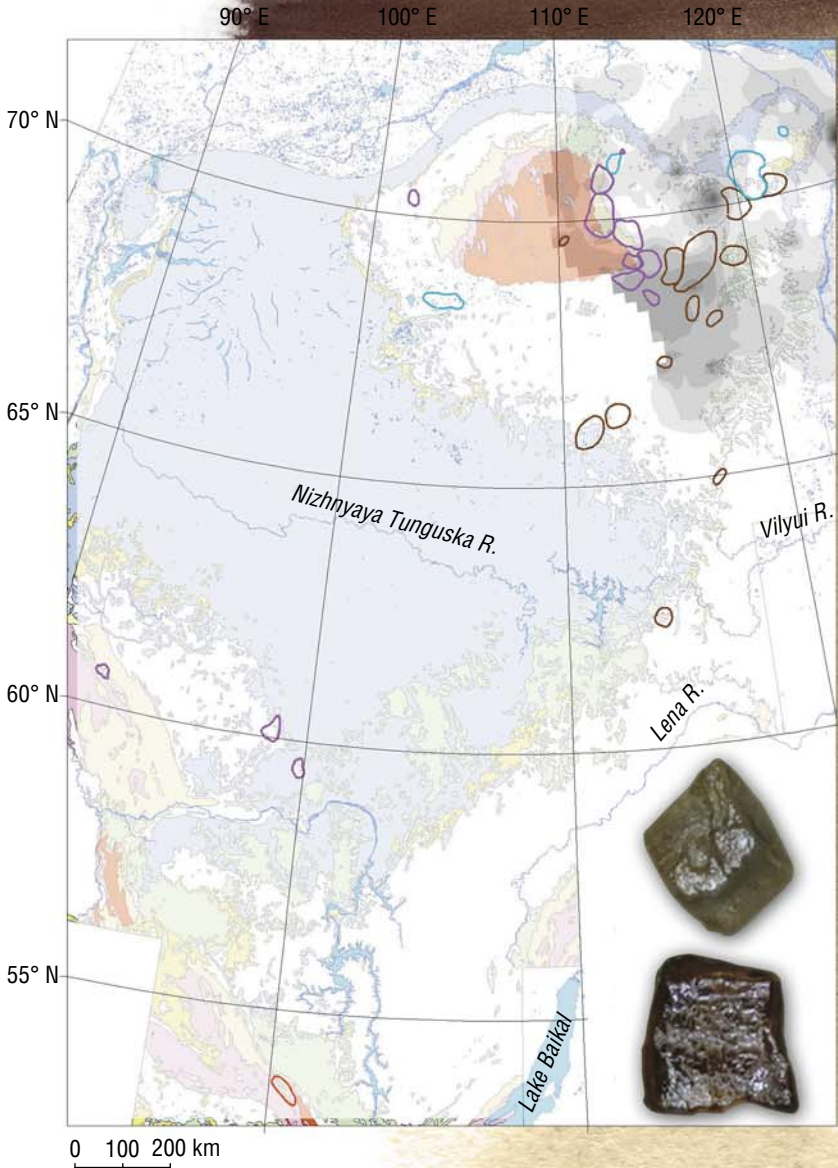 90° E 100° E 110° E 120° E
70° N
65° N
Nizhnyaya Tunguska R.
Vilyui R.
60° N
Lena R.
55° N
Lake Baikal
0 100 200 km